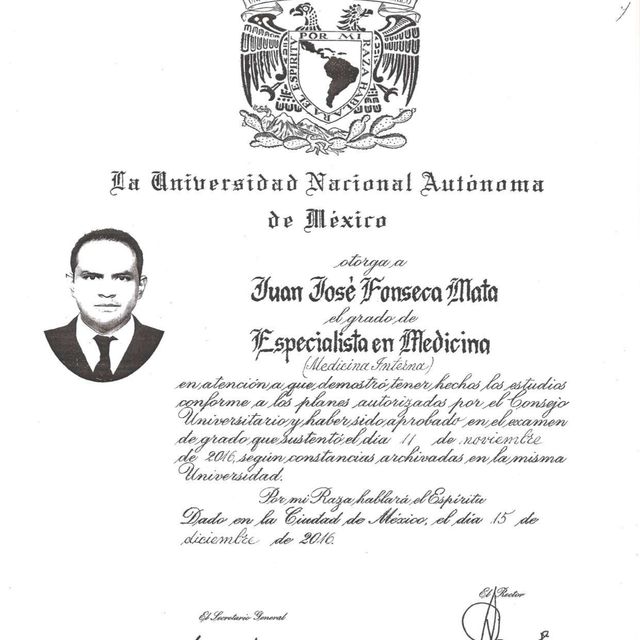 POR MI RAZA HABLARA EL ESPIRITU
La Universidad Nacional Autónoma
de México
otorga a
Juan José Fonseca Mata
el grado de
Especialista en Medicina
(Medicina Interna)
en atención a que demostró tener hechos los estudios
conforme a los planes autorizados por el Consejo
Universitario y haber sido aprobado en el examen
de grado que sustentó el día 11 de noviembre
de 2016, según constancias archivadas en la misma
Universidad.
Por mi Raza hablará el Espíritu
Dado en la Ciudad de México, el día 15 de
diciembre de 2016.
El Rector
El Secretario General